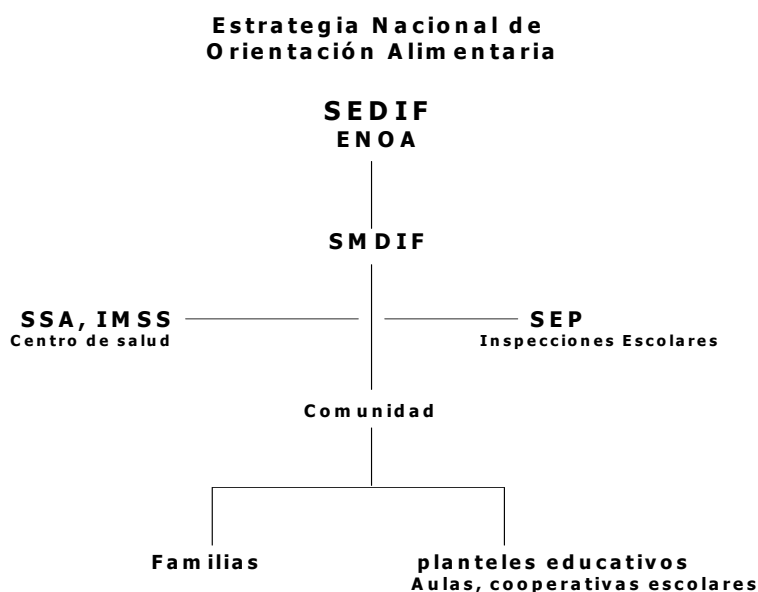 Estrategia Nacional de
Orientación Alimentaria
SEDIF
ENOA
SMDIF
SSA, IMSS
Centro de salud
SEP
Inspecciones Escolares
Comunidad
Familias
planteles educativos
Aulas, cooperativas escolares